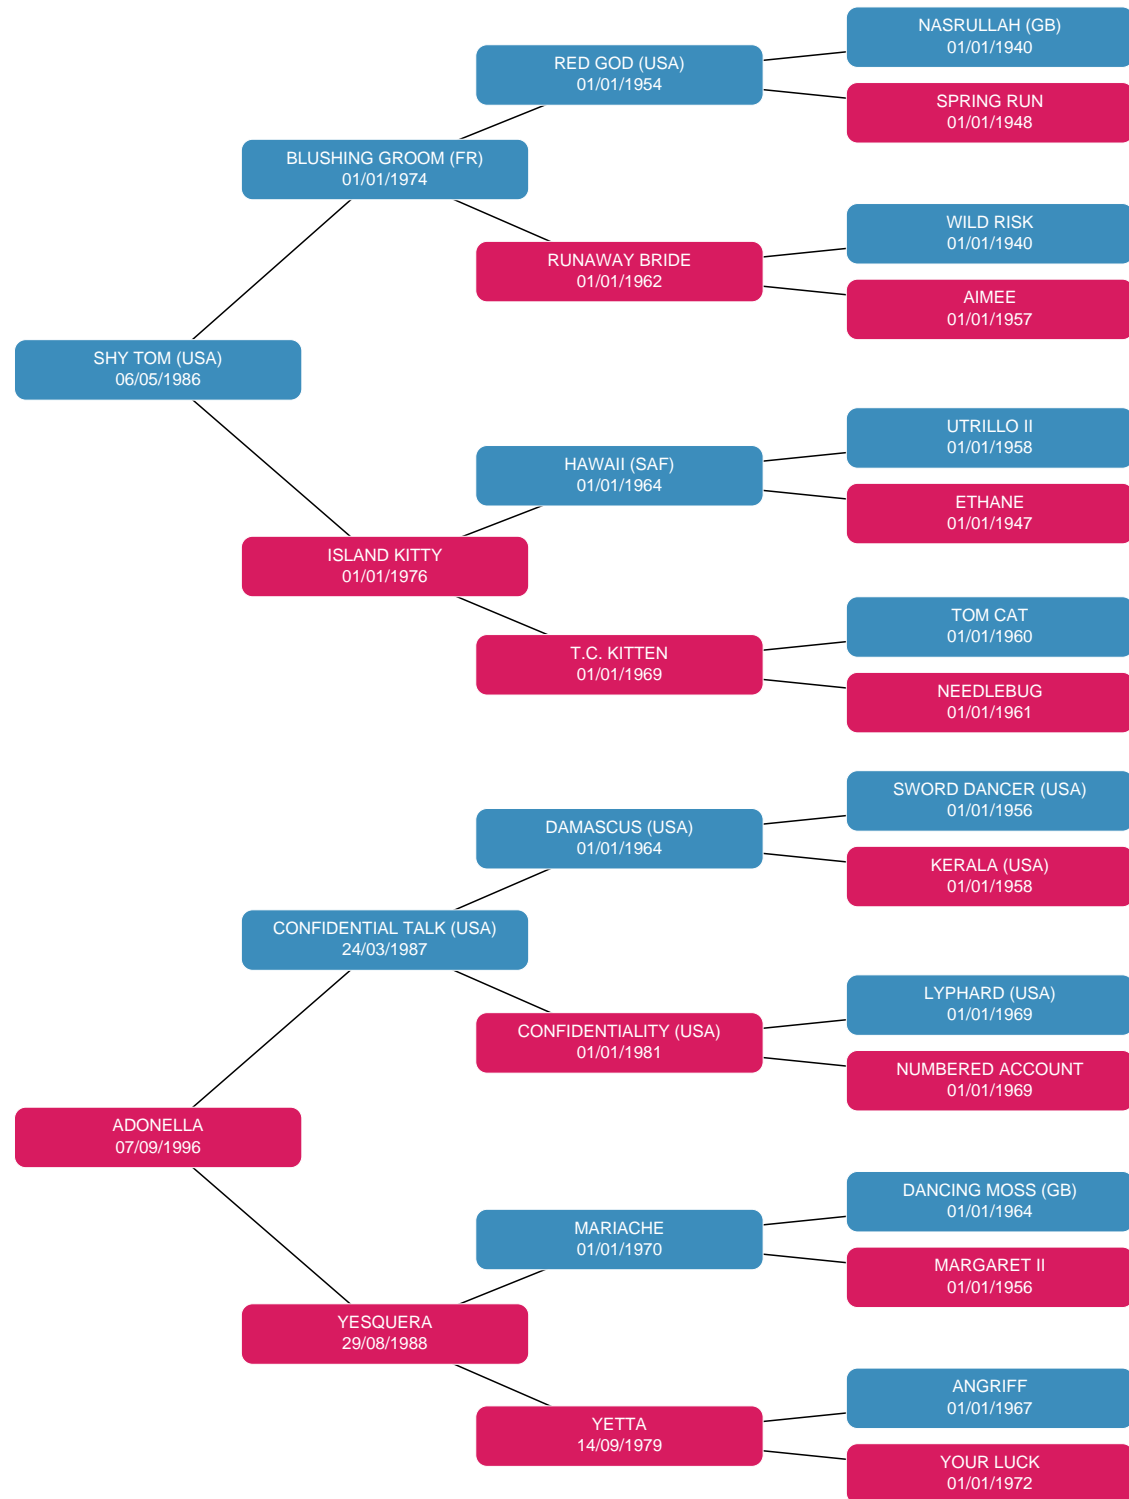 NASRULLAH (GB)
01/01/1940
RED GOD (USA)
01/01/1954
SPRING RUN
01/01/1948
BLUSHING GROOM (FR)
01/01/1974
WILD RISK
01/01/1940
RUNAWAY BRIDE
01/01/1962
AIMEE
01/01/1957
SHY TOM (USA)
06/05/1986
UTRILLO II
01/01/1958
HAWAII (SAF)
01/01/1964
ETHANE
01/01/1947
ISLAND KITTY
01/01/1976
TOM CAT
01/01/1960
T.C. KITTEN
01/01/1969
NEEDLEBUG
01/01/1961
SWORD DANCER (USA)
01/01/1956
DAMASCUS (USA)
01/01/1964
KERALA (USA)
01/01/1958
CONFIDENTIAL TALK (USA)
24/03/1987
LYPHARD (USA)
01/01/1969
CONFIDENTIALITY (USA)
01/01/1981
NUMBERED ACCOUNT
01/01/1969
ADONELLA
07/09/1996
DANCING MOSS (GB)
01/01/1964
MARIACHE
01/01/1970
MARGARET II
01/01/1956
YESQUERA
29/08/1988
ANGRIFF
01/01/1967
YETTA
14/09/1979
YOUR LUCK
01/01/1972